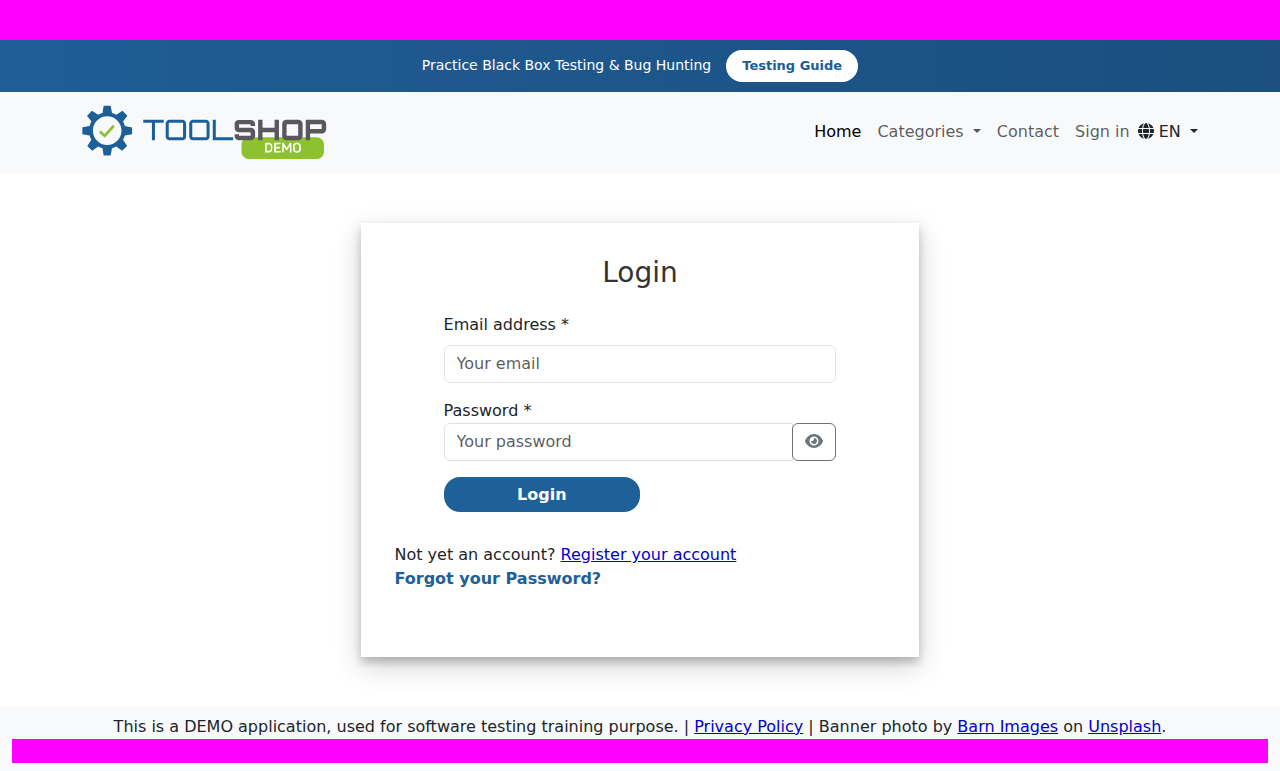 Practice Black Box Testing & Bug Hunting Testing Guide
TOOLSHOP
DEMO
Home Categories Contact Sign in EN
Login
Email address *
Your email
Password *
Your password
Login
Not yet an account? Register your account
Forgot your Password?
This is a DEMO application, used for software testing training purpose. | Privacy Policy | Banner photo by Barn Images on Unsplash.